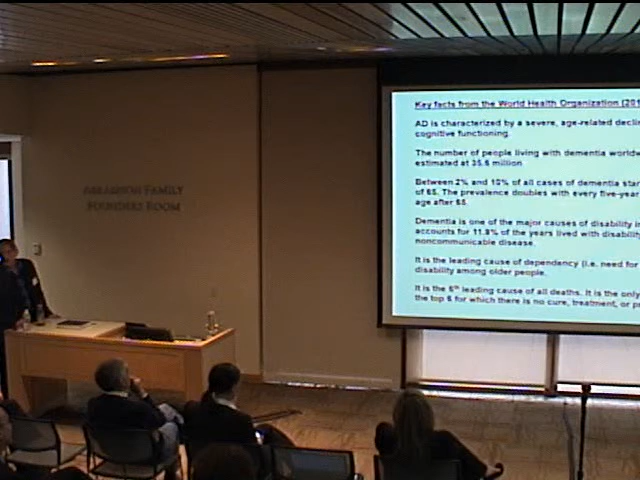 Key facts from the World Health Organization (201
AD is characterized by a severe, age-related declin
cognitive functioning.
The number of people living with dementia worldw
estimated at 35.6 million
Between 2% and 10% of all cases of dementia star
of 65. The prevalence doubles with every five-year
age after 65.
Dementia is one of the major causes of disability in
accounts for 11.9% of the years lived with disability
noncommunicable disease.
It is the leading cause of dependency (i.e. need for
disability among older people.
It is the 6th leading cause of all deaths. It is the only
the top 6 for which there is no cure, treatment, or p
Abramson Family
Founders Room